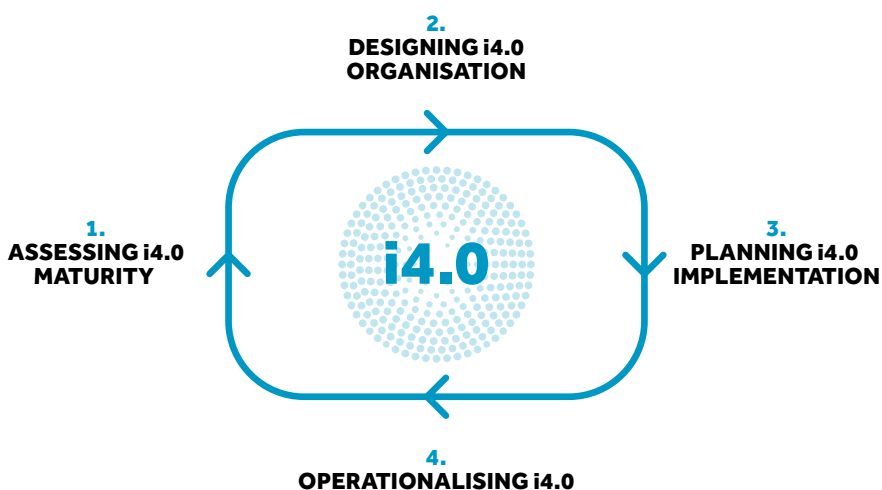 2.
DESIGNING i4.0
ORGANISATION
1.
ASSESSING i4.0
MATURITY
i4.0
3.
PLANNING i4.0
IMPLEMENTATION
4.
OPERATIONALISING i4.0